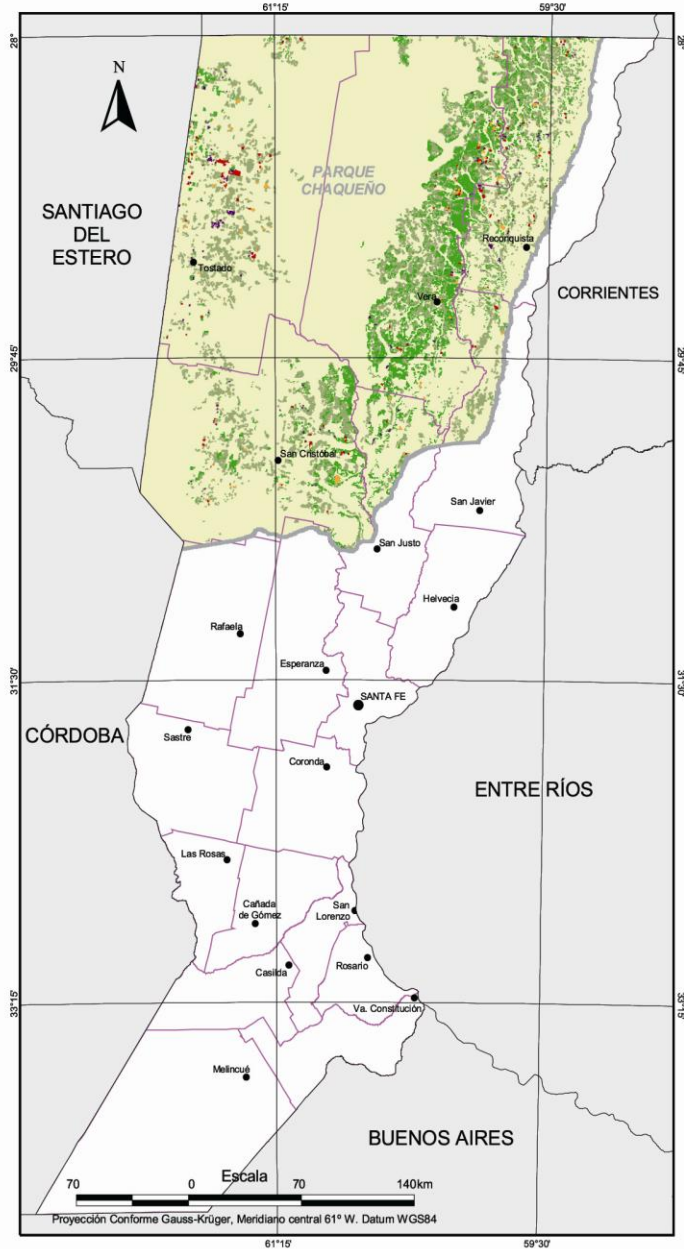 61°15'
59°30'
28°
28°
N
PARQUE
CHAQUEÑO
SANTIAGO
DEL
ESTERO
Reconquista
Tostado
CORRIENTES
Vera
29°45'
29°45'
San Cristóbal
San Javier
San Justo
Helvecia
Rafaela
Esperanza
31°30'
31°30'
SANTA FE
CÓRDOBA
Sastre
Coronda
ENTRE RÍOS
Las Rosas
Cañada
de Gómez
San
Lorenzo
Casilda
Rosario
33°15'
33°15'
Va. Constitución
Melincué
BUENOS AIRES
Escala
70
0
70
140km
Proyección Conforme Gauss-Krüger, Meridiano central 61º W. Datum WGS84
61°15'
59°30'